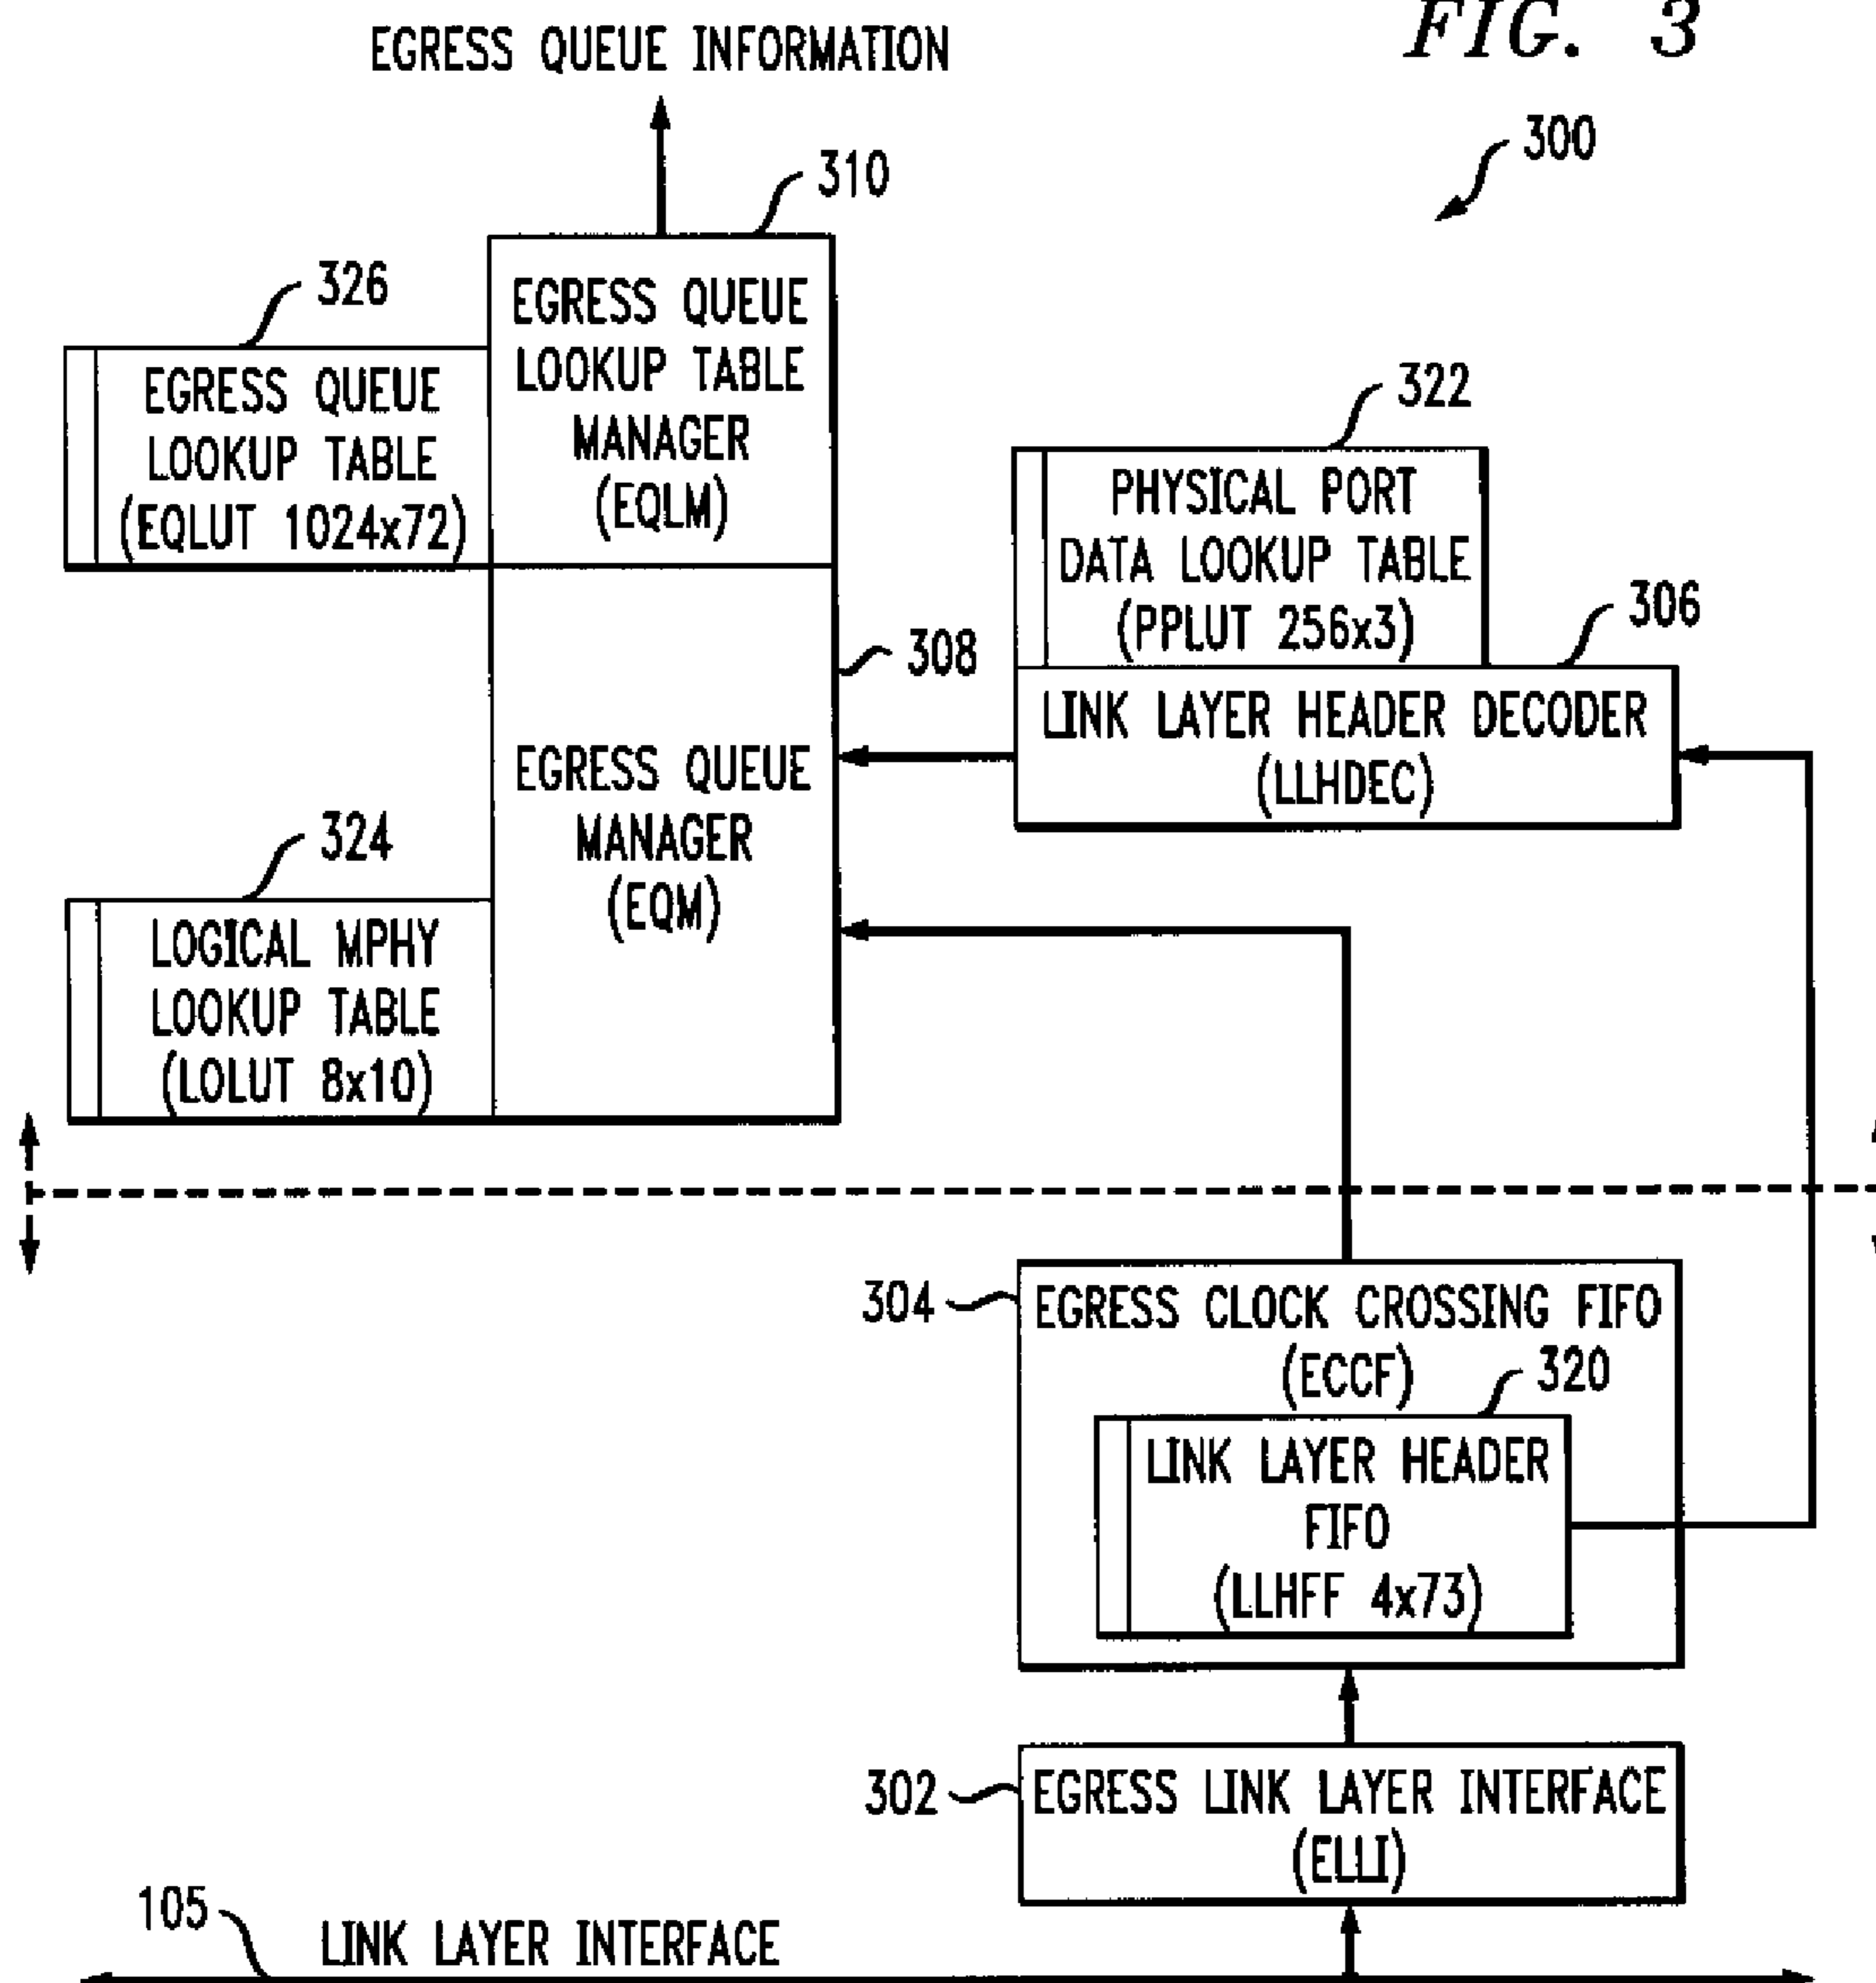 FIG. 3
EGRESS QUEUE INFORMATION
300
310
326
EGRESS QUEUE
LOOKUP TABLE
MANAGER
(EQLM)
EGRESS QUEUE
LOOKUP TABLE
(EQLUT 1024x72)
322
PHYSICAL PORT
DATA LOOKUP TABLE
(PPLUT 256x3)
306
308
LINK LAYER HEADER DECODER
(LLHDEC)
EGRESS QUEUE
MANAGER
(EQM)
324
LOGICAL MPHY
LOOKUP TABLE
(LOLUT 8x10)
304
EGRESS CLOCK CROSSING FIFO
(ECCF)
320
LINK LAYER HEADER
FIFO
(LLHFF 4x73)
302
EGRESS LINK LAYER INTERFACE
(ELLI)
105
LINK LAYER INTERFACE